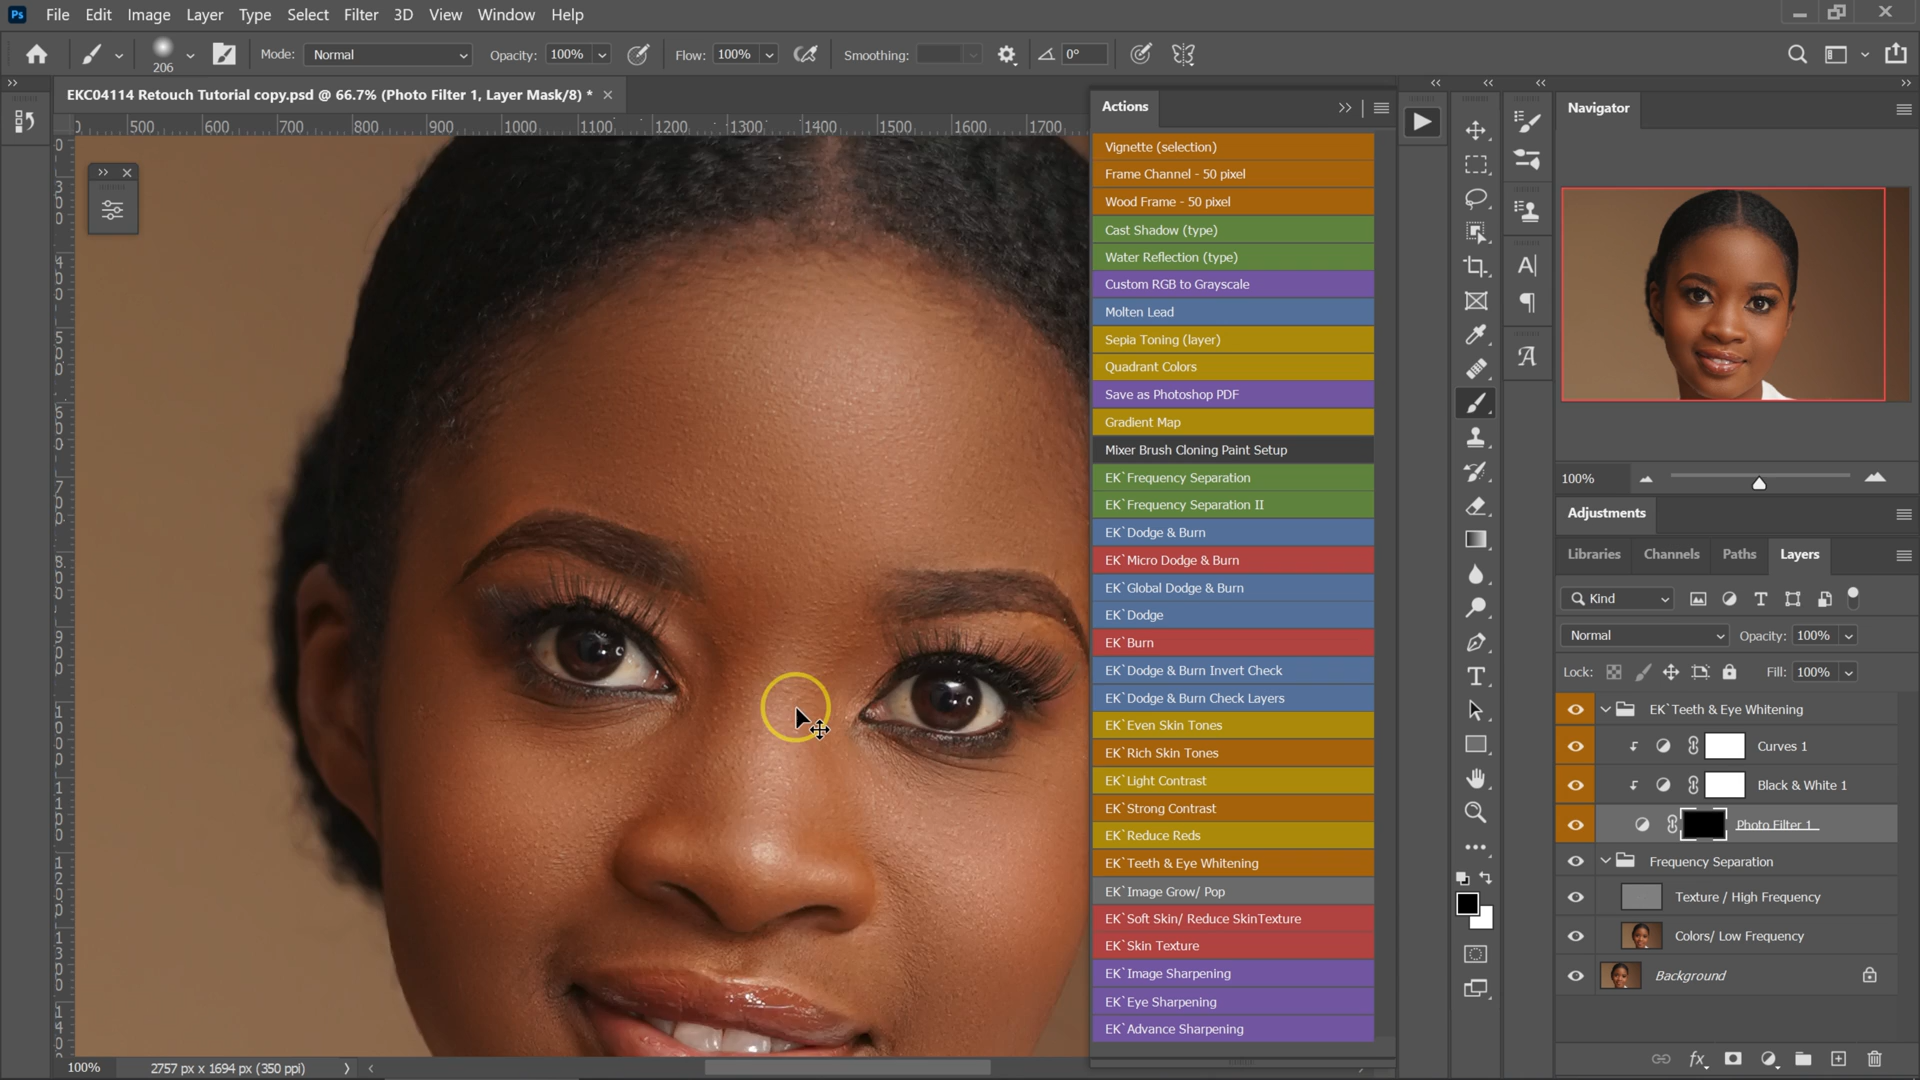 Ps File Edit Image Layer Type Select Filter 3D View Window Help
206 Mode: Normal Opacity: 100% Flow: 100% Smoothing: 0°
EKC04114 Retouch Tutorial copy.psd @ 66.7% (Photo Filter 1, Layer Mask/8) *
500 600 700 800 900 1000 1100 1200 1300 1400 1500 1600 1700
Actions
Vignette (selection)
Frame Channel - 50 pixel
Wood Frame - 50 pixel
Cast Shadow (type)
Water Reflection (type)
Custom RGB to Grayscale
Molten Lead
Sepia Toning (layer)
Quadrant Colors
Save as Photoshop PDF
Gradient Map
Mixer Brush Cloning Paint Setup
EK`Frequency Separation
EK`Frequency Separation II
EK`Dodge & Burn
EK`Micro Dodge & Burn
EK`Global Dodge & Burn
EK`Dodge
EK`Burn
EK`Dodge & Burn Invert Check
EK`Dodge & Burn Check Layers
EK`Even Skin Tones
EK`Rich Skin Tones
EK`Light Contrast
EK`Strong Contrast
EK`Reduce Reds
EK`Teeth & Eye Whitening
EK`Image Grow/ Pop
EK`Soft Skin/ Reduce SkinTexture
EK`Skin Texture
EK`Image Sharpening
EK`Eye Sharpening
EK`Advance Sharpening
Navigator
100%
Adjustments
Libraries Channels Paths Layers
Kind
Normal Opacity: 100%
Lock: Fill: 100%
EK`Teeth & Eye Whitening
Curves 1
Black & White 1
Photo Filter 1
Frequency Separation
Texture / High Frequency
Colors/ Low Frequency
Background
100% 2757 px x 1694 px (350 ppi)